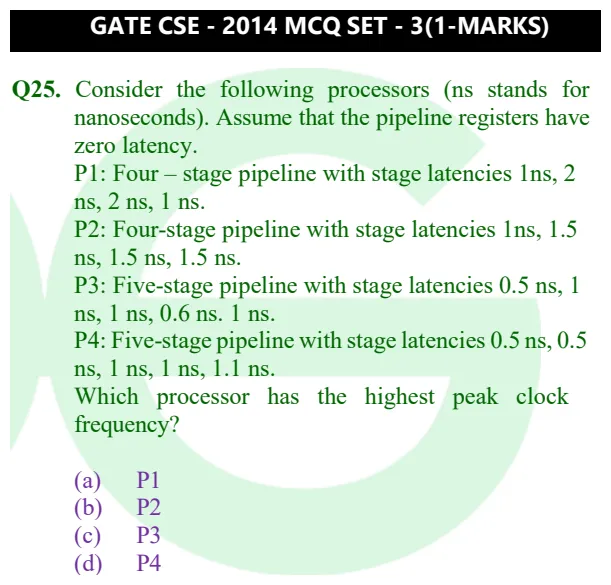 GATE CSE - 2014 MCQ SET - 3(1-MARKS)
Q25. Consider the following processors (ns stands for
nanoseconds). Assume that the pipeline registers have
zero latency.
P1: Four – stage pipeline with stage latencies 1ns, 2
ns, 2 ns, 1 ns.
P2: Four-stage pipeline with stage latencies 1ns, 1.5
ns, 1.5 ns, 1.5 ns.
P3: Five-stage pipeline with stage latencies 0.5 ns, 1
ns, 1 ns, 0.6 ns. 1 ns.
P4: Five-stage pipeline with stage latencies 0.5 ns, 0.5
ns, 1 ns, 1 ns, 1.1 ns.
Which processor has the highest peak clock
frequency?
(a) P1
(b) P2
(c) P3
(d) P4